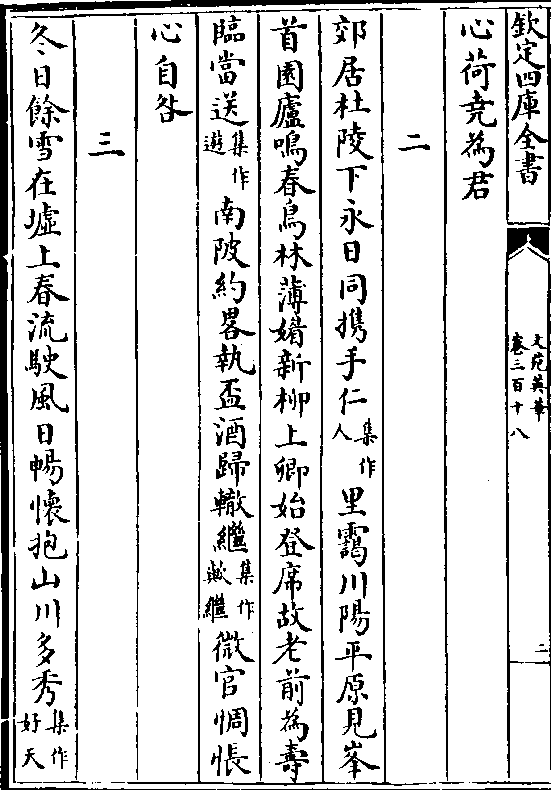 欽定四庫全書
文苑英華
卷三百十八
二
心荷堯為君
二
郊居杜陵下永日同攜手仁集作人里靄川陽平原見峯
首園廬鳴春鳥林薄媚新柳上卿始登席故老前為壽
臨當送集作遊南陂約畧執盃酒歸轍繼集作歟繼微官惆悵
心自咎
三
冬日餘雪在墟上春流駛風日暢懷抱山川多秀集作好天